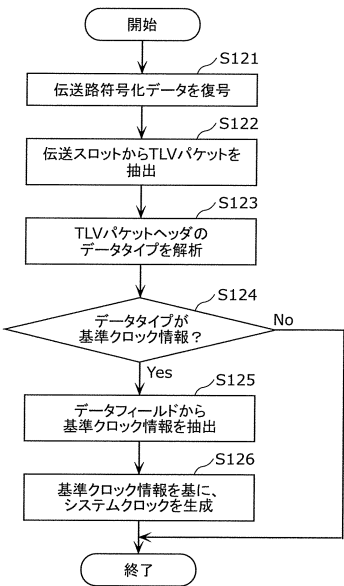 開始
S121
伝送路符号化データを復号
S122
伝送スロットからTLVパケットを
抽出
S123
TLVパケットヘッダの
データタイプを解析
S124
データタイプが
基準クロック情報？
No
Yes
S125
データフィールドから
基準クロック情報を抽出
S126
基準クロック情報を基に、
システムクロックを生成
終了